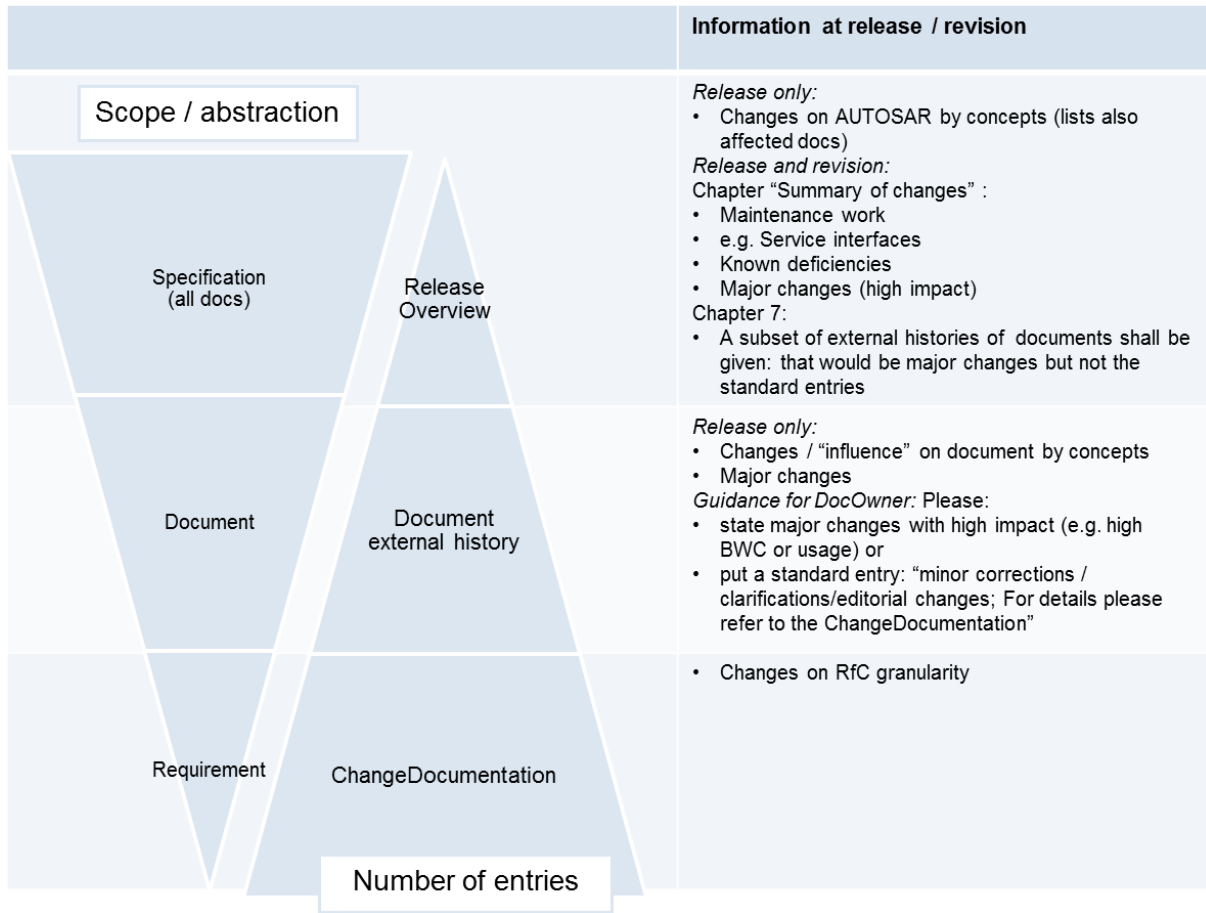 Information at release / revision
Scope / abstraction
Release only:
• Changes on AUTOSAR by concepts (lists also
affected docs)
Release and revision:
Chapter “Summary of changes” :
• Maintenance work
• e.g. Service interfaces
• Known deficiencies
• Major changes (high impact)
Chapter 7:
• A subset of external histories of documents shall be
given: that would be major changes but not the
standard entries
Specification
(all docs)
Release
Overview
Release only:
• Changes / “influence” on document by concepts
• Major changes
Guidance for DocOwner: Please:
• state major changes with high impact (e.g. high
BWC or usage) or
• put a standard entry: “minor corrections /
clarifications/editorial changes; For details please
refer to the ChangeDocumentation”
Document
Document
external history
• Changes on RfC granularity
Requirement
ChangeDocumentation
Number of entries